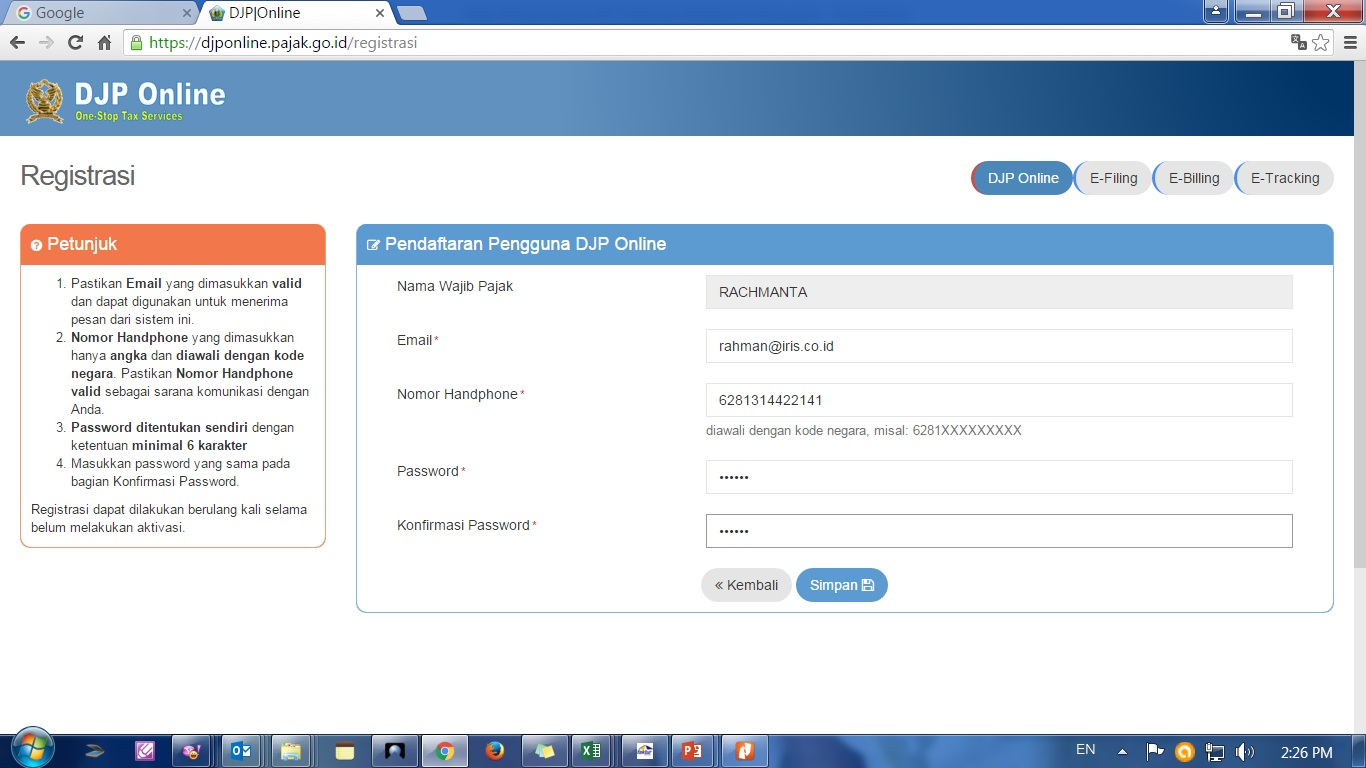 Google
DJP|Online
https://djponline.pajak.go.id/registrasi
DJP Online
One-Stop Tax Services
Registrasi
DJP Online
E-Filing
E-Billing
E-Tracking
Petunjuk
1. Pastikan Email yang dimasukkan valid
dan dapat digunakan untuk menerima
pesan dari sistem ini.
2. Nomor Handphone yang dimasukkan
hanya angka dan diawali dengan kode
negara. Pastikan Nomor Handphone
valid sebagai sarana komunikasi dengan
Anda.
3. Password ditentukan sendiri dengan
ketentuan minimal 6 karakter
4. Masukkan password yang sama pada
bagian Konfirmasi Password.
Registrasi dapat dilakukan berulang kali selama
belum melakukan aktivasi.
Pendaftaran Pengguna DJP Online
Nama Wajib Pajak
RACHMANTA
Email*
rahman@iris.co.id
Nomor Handphone*
6281314422141
diawali dengan kode negara, misal: 6281XXXXXXXXX
Password*
••••••
Konfirmasi Password*
••••••
« Kembali
Simpan
EN
2:26 PM